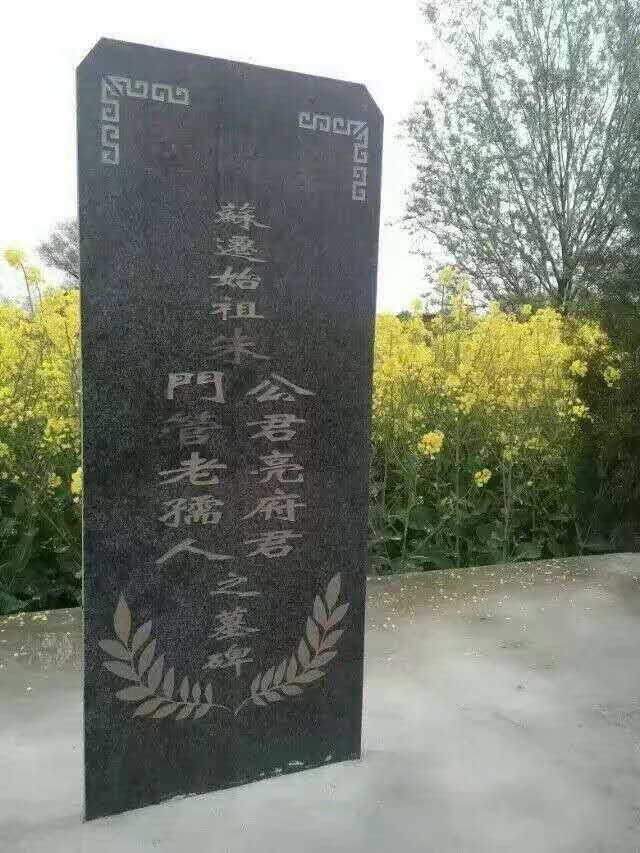 蘇遷始祖朱
公君亮府君
門管老孺人
之墓碑